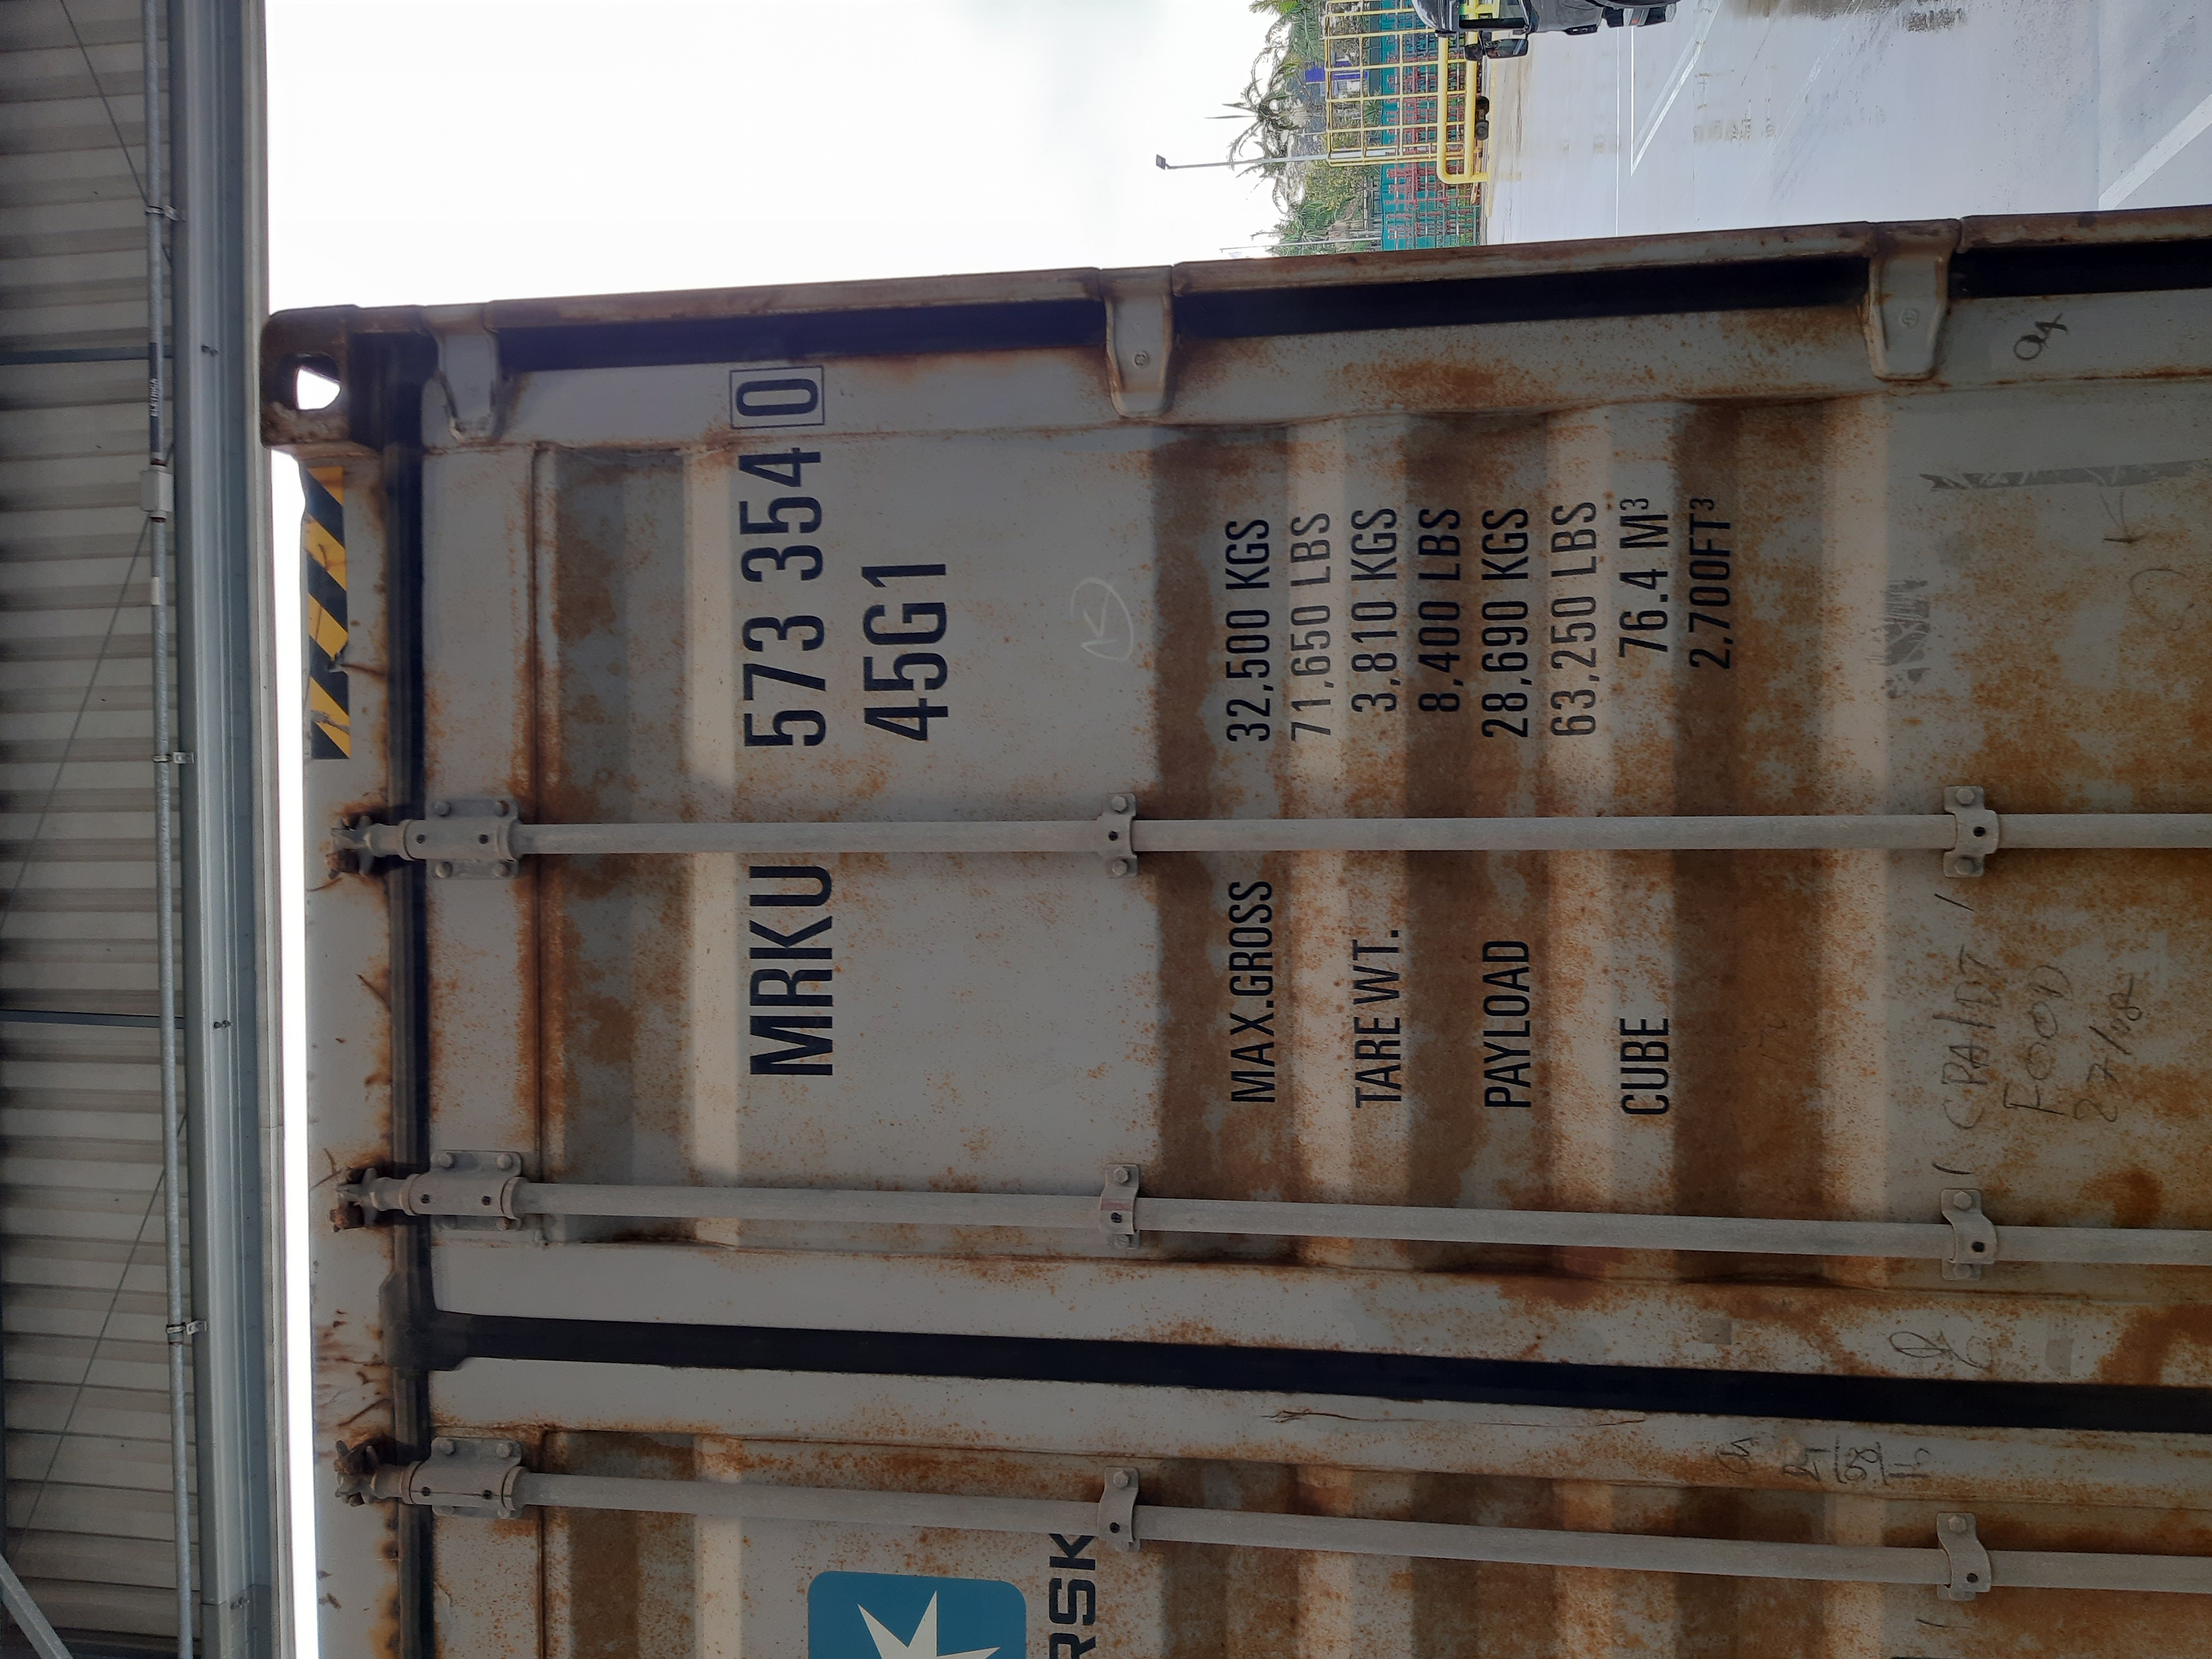 MRKU 573 354 0
45G1
MAX.GROSS 32,500 KGS
71,650 LBS
TARE WT. 3,810 KGS
8,400 LBS
PAYLOAD 28,690 KGS
63,250 LBS
CUBE 76.4 M³
2,700FT³
FOOD
RSK